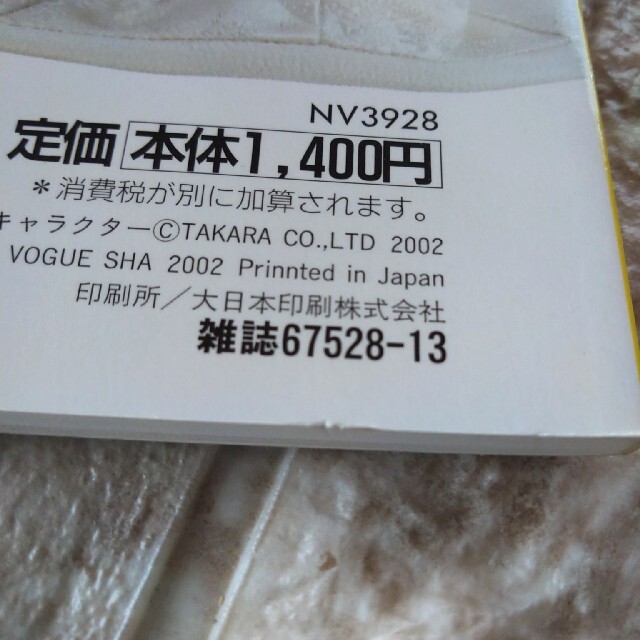 NV3928
定価 本体1,400円
*消費税が別に加算されます。
キャラクター©TAKARA CO.,LTD 2002
VOGUE SHA 2002 Prinnted in Japan
印刷所/大日本印刷株式会社
雑誌67528-13